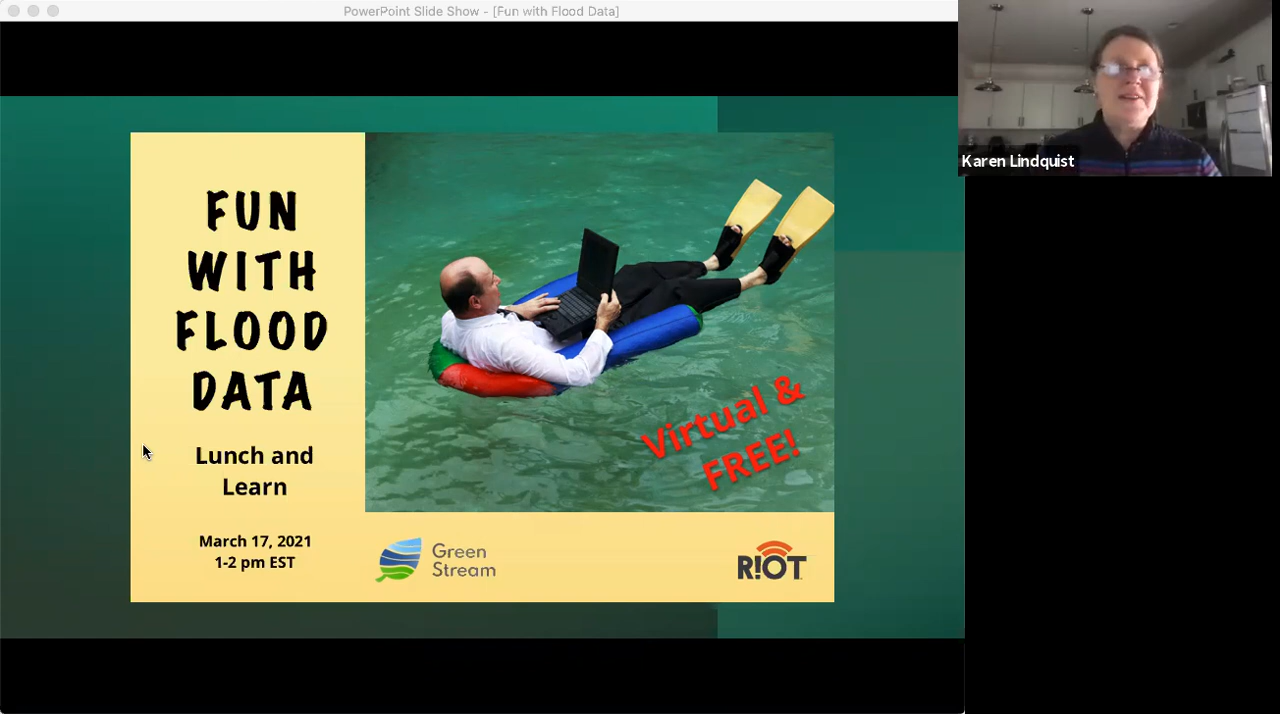 PowerPoint Slide Show - [Fun with Flood Data]
Karen Lindquist
FUN
WITH
FLOOD
DATA
Lunch and
Learn
March 17, 2021
1-2 pm EST
Virtual &
FREE!
Green
Stream
R!OT